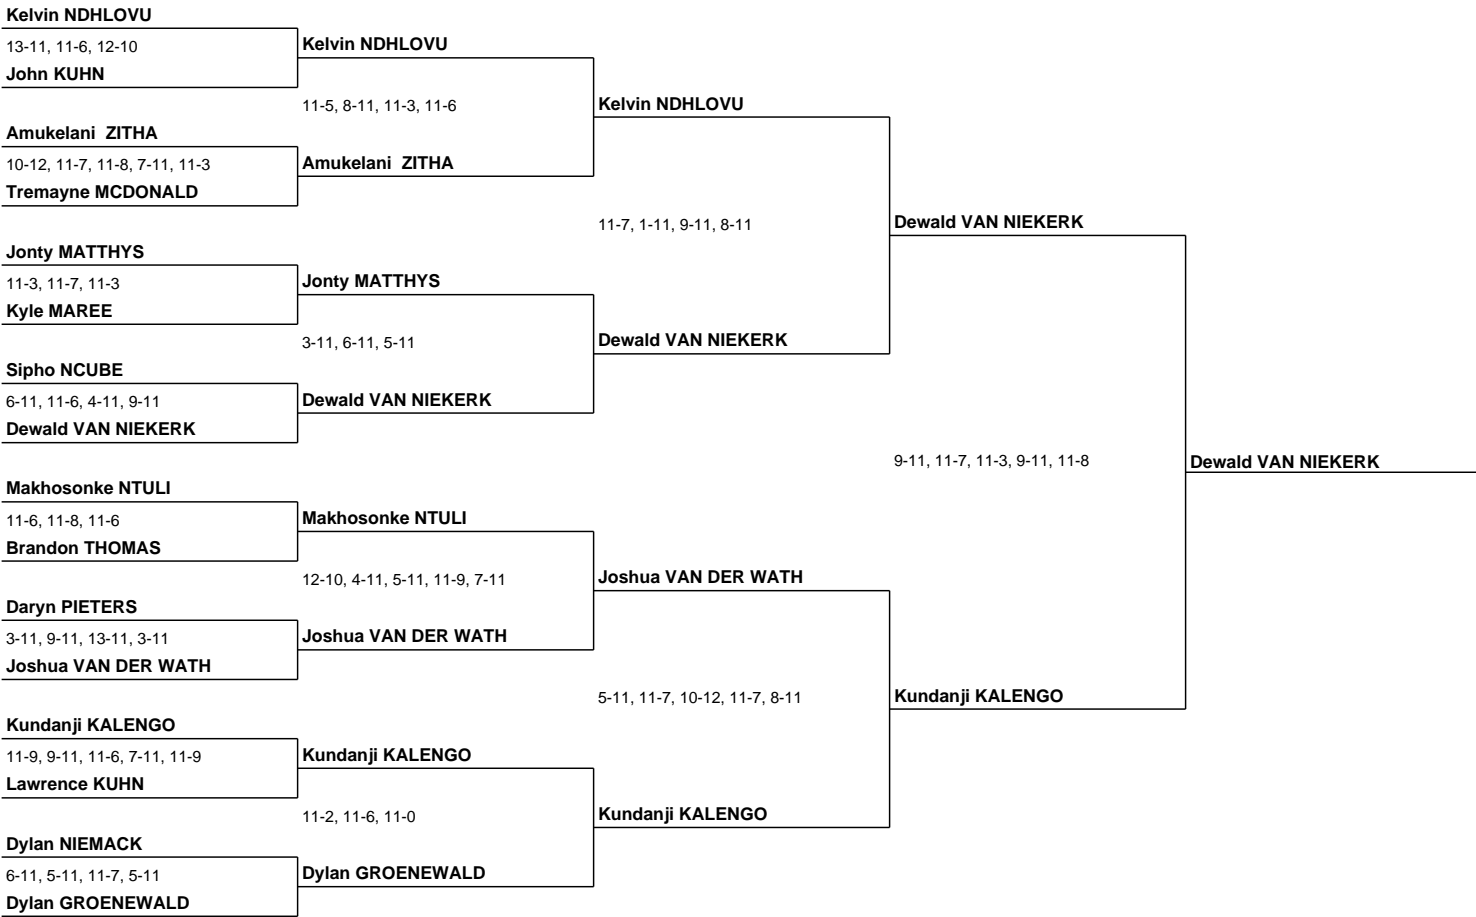 Kelvin NDHLOVU
13-11, 11-6, 12-10
John KUHN
Amukelani  ZITHA
10-12, 11-7, 11-8, 7-11, 11-3
Tremayne MCDONALD
Jonty MATTHYS
11-3, 11-7, 11-3
Kyle MAREE
Sipho NCUBE
6-11, 11-6, 4-11, 9-11
Dewald VAN NIEKERK
Makhosonke NTULI
11-6, 11-8, 11-6
Brandon THOMAS
Daryn PIETERS
3-11, 9-11, 13-11, 3-11
Joshua VAN DER WATH
Kundanji KALENGO
11-9, 9-11, 11-6, 7-11, 11-9
Lawrence KUHN
Dylan NIEMACK
6-11, 5-11, 11-7, 5-11
Dylan GROENEWALD
Kelvin NDHLOVU
11-5, 8-11, 11-3, 11-6
Amukelani  ZITHA
Jonty MATTHYS
3-11, 6-11, 5-11
Dewald VAN NIEKERK
Makhosonke NTULI
12-10, 4-11, 5-11, 11-9, 7-11
Joshua VAN DER WATH
Kundanji KALENGO
11-2, 11-6, 11-0
Dylan GROENEWALD
Kelvin NDHLOVU
11-7, 1-11, 9-11, 8-11
Dewald VAN NIEKERK
Joshua VAN DER WATH
5-11, 11-7, 10-12, 11-7, 8-11
Kundanji KALENGO
Dewald VAN NIEKERK
9-11, 11-7, 11-3, 9-11, 11-8
Kundanji KALENGO
Dewald VAN NIEKERK